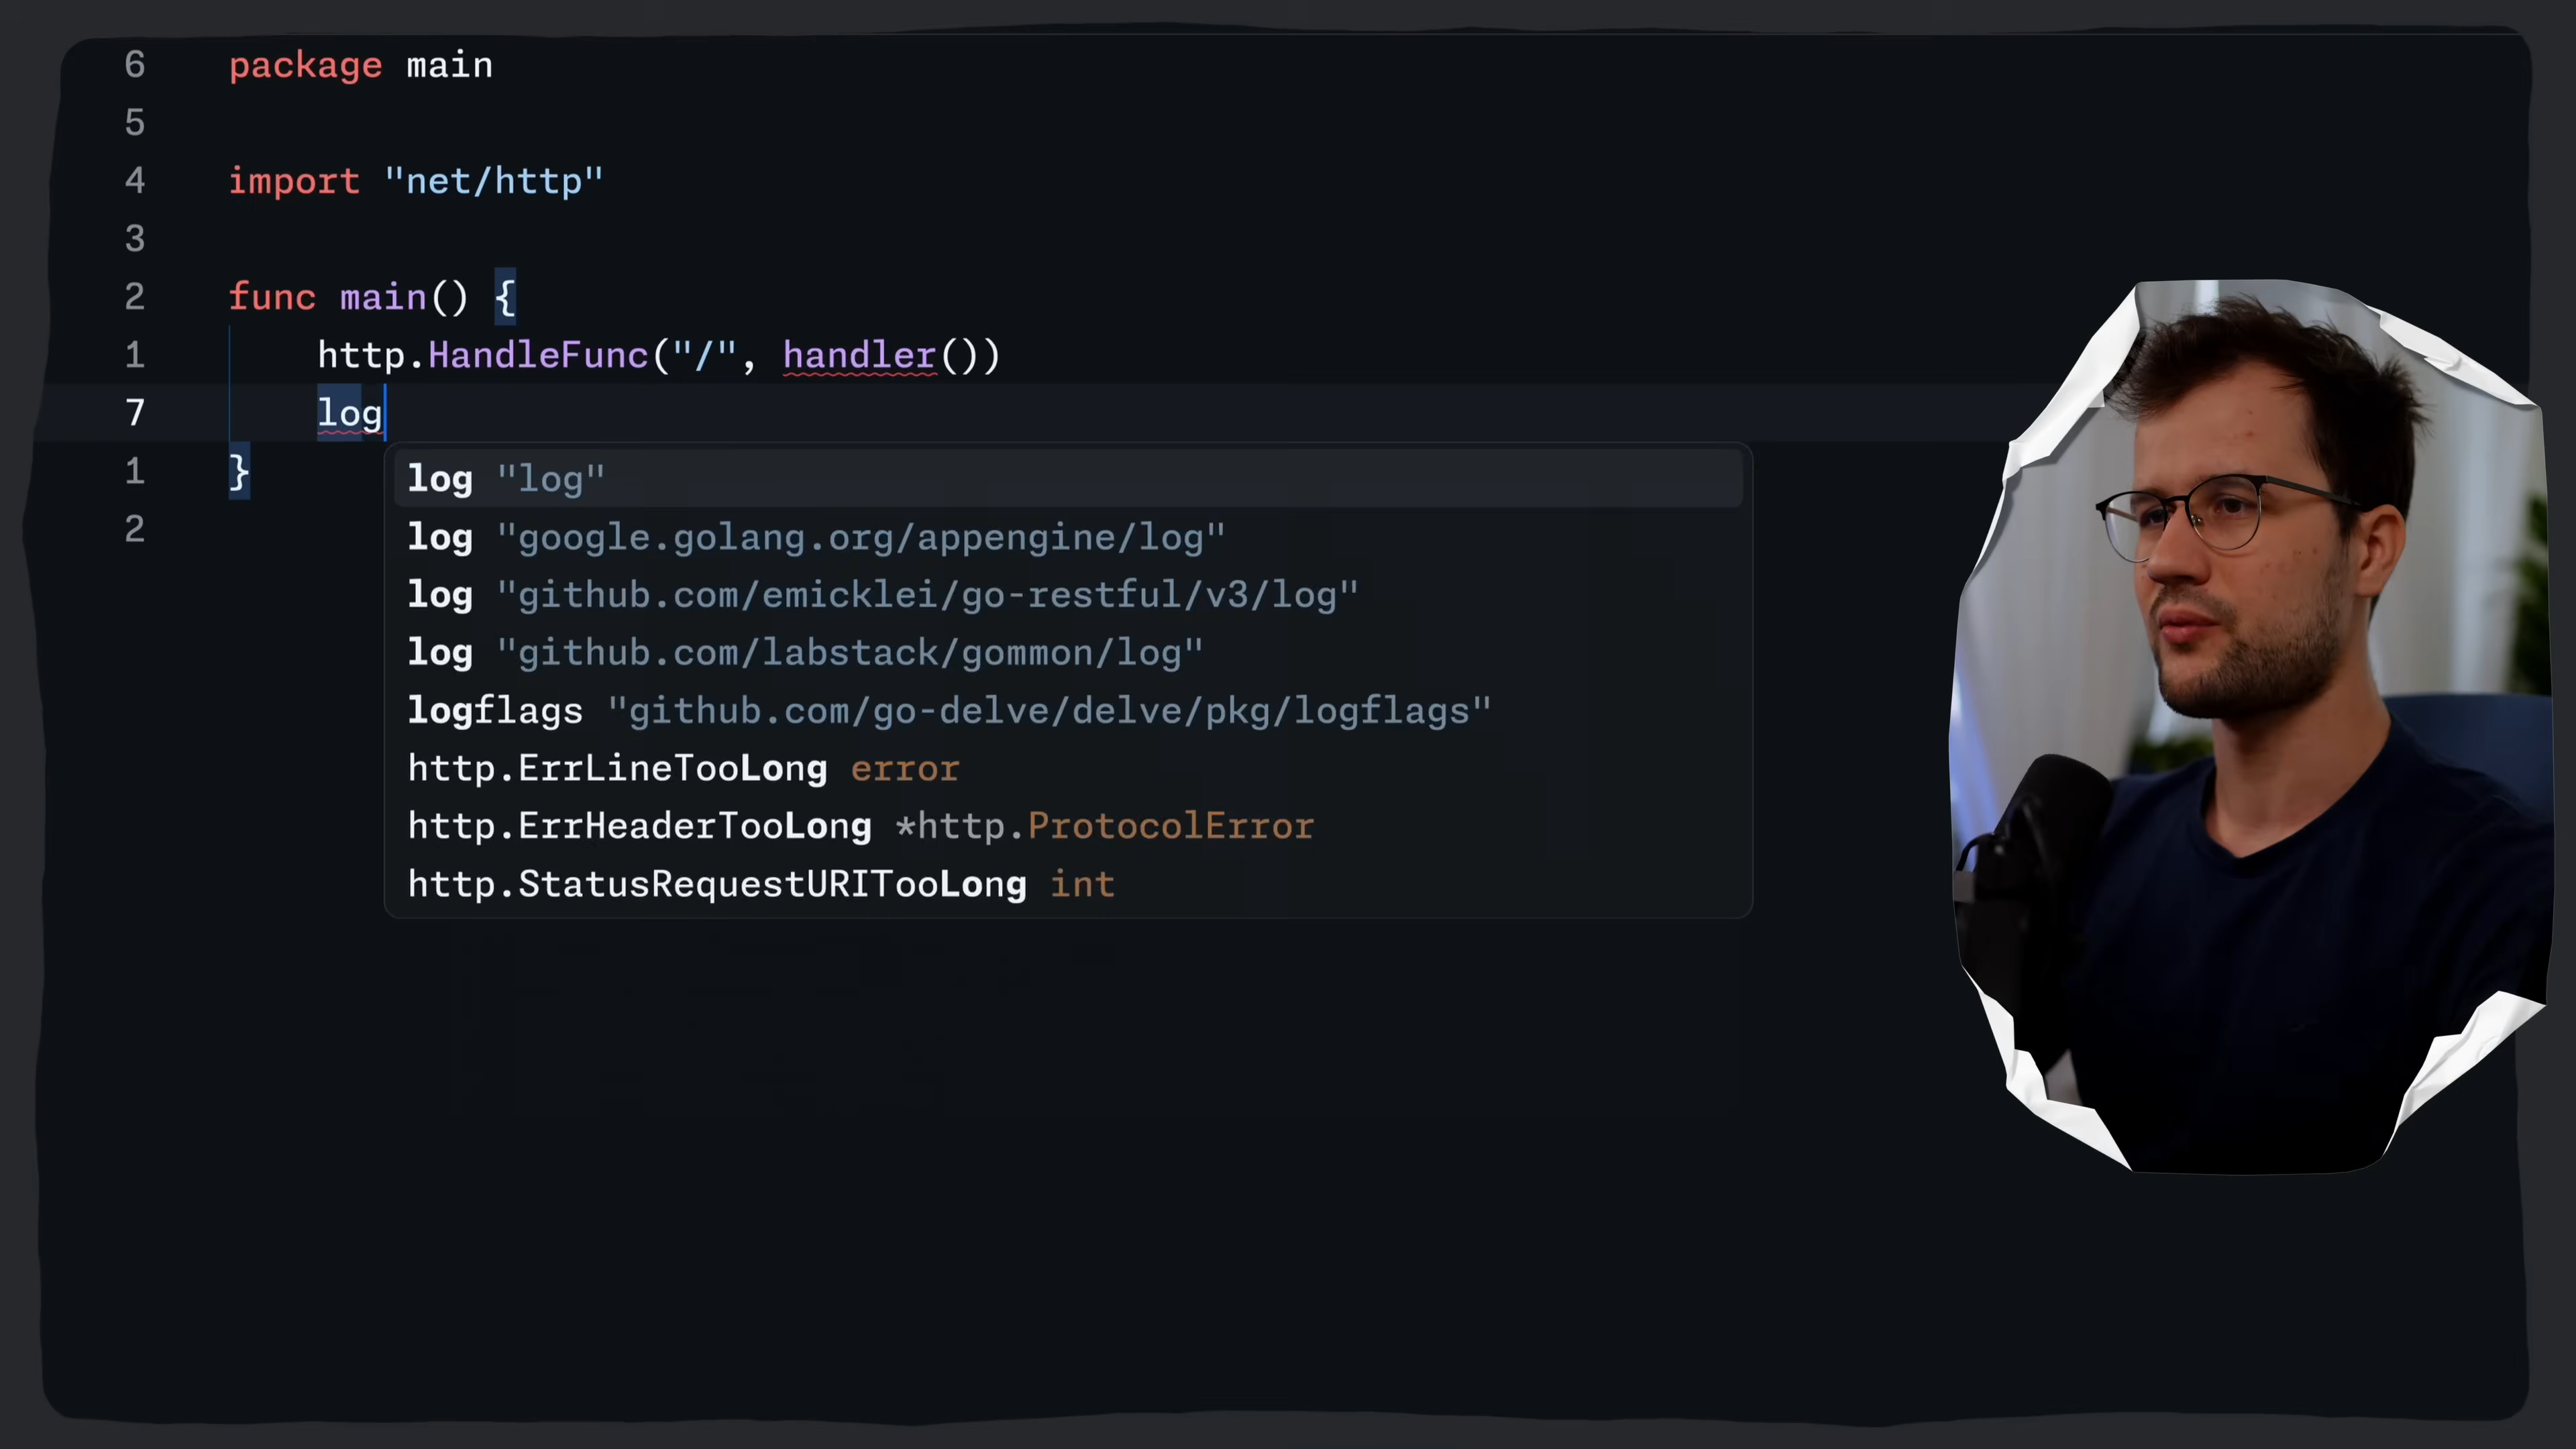 6 package main
5
4 import "net/http"
3
2 func main() {
1 http.HandleFunc("/", handler())
7 log
1 }
2
log "log"
log "google.golang.org/appengine/log"
log "github.com/emicklei/go-restful/v3/log"
log "github.com/labstack/gommon/log"
logflags "github.com/go-delve/delve/pkg/logflags"
http.ErrLineTooLong error
http.ErrHeaderTooLong *http.ProtocolError
http.StatusRequestURITooLong int